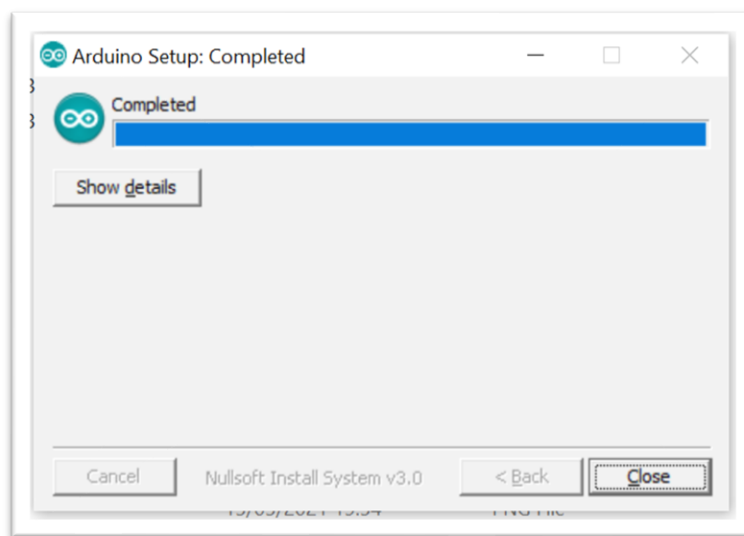 Arduino Setup: Completed
Completed
Show details
Cancel
Nullsoft Install System v3.0
< Back
Close